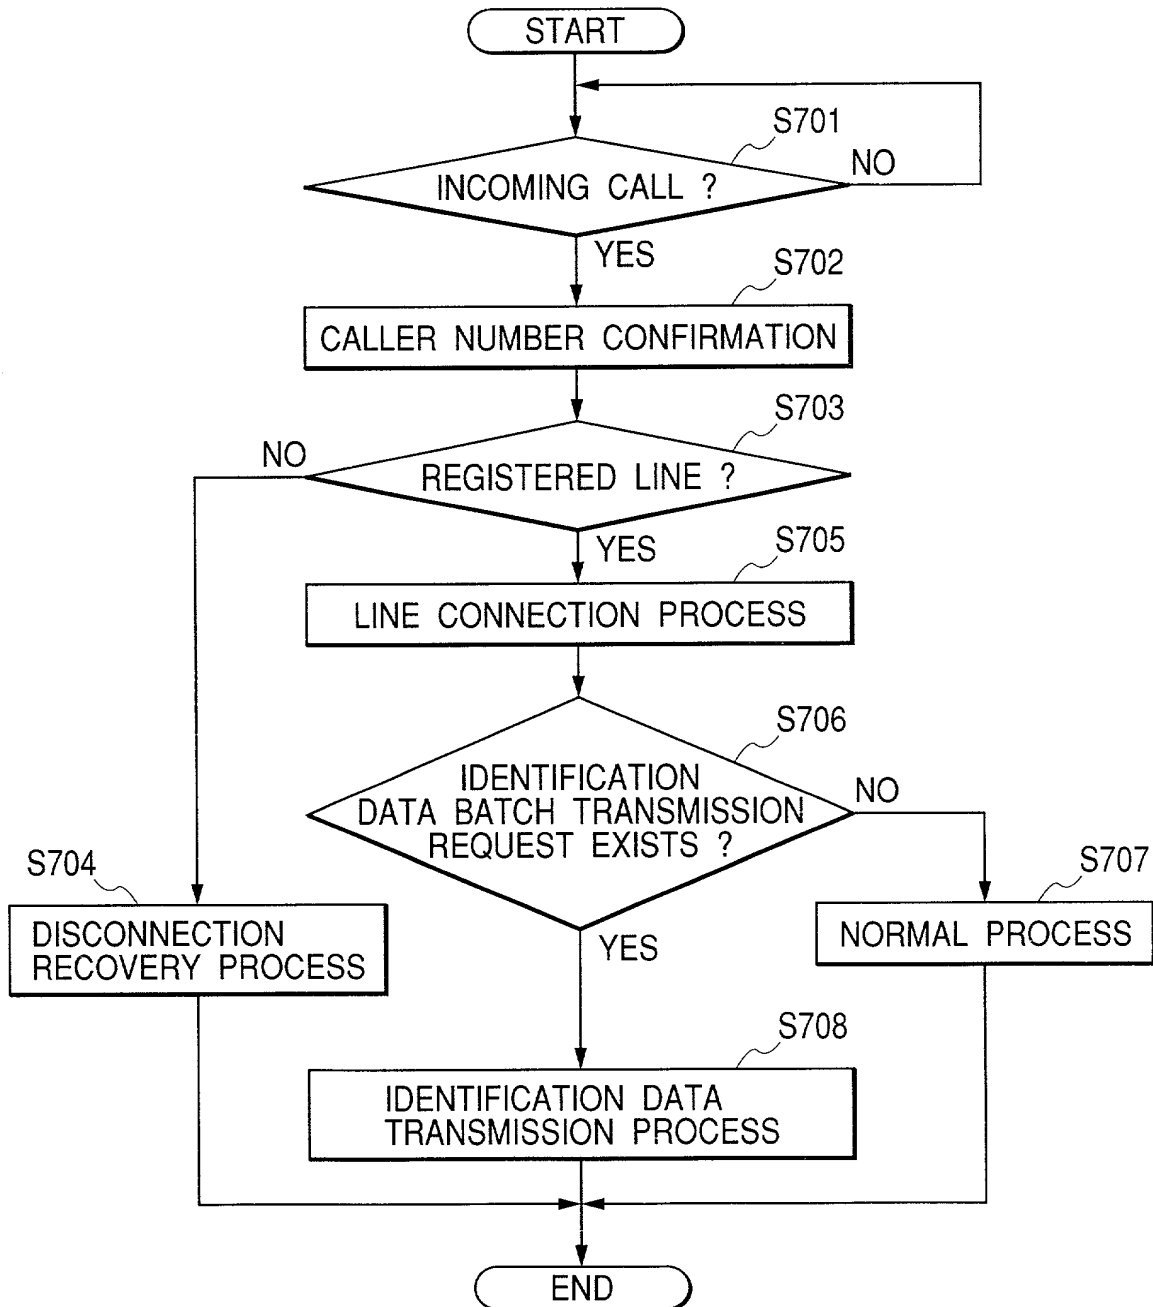 START
S701
INCOMING CALL ?
NO
YES
S702
CALLER NUMBER CONFIRMATION
S703
NO
REGISTERED LINE ?
YES
S705
LINE CONNECTION PROCESS
S706
IDENTIFICATION
DATA BATCH TRANSMISSION
REQUEST EXISTS ?
NO
YES
S704
DISCONNECTION
RECOVERY PROCESS
S707
NORMAL PROCESS
S708
IDENTIFICATION DATA
TRANSMISSION PROCESS
END